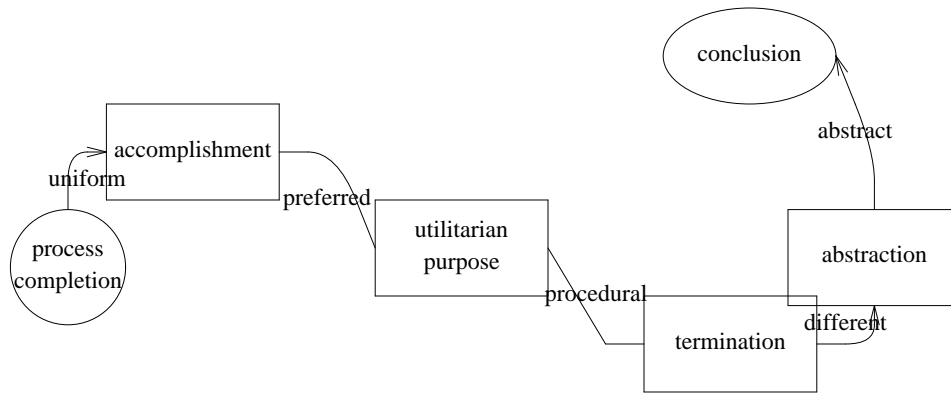 conclusion
abstract
accomplishment
uniform
preferred
process
completion
utilitarian
purpose
abstraction
procedural
different
termination